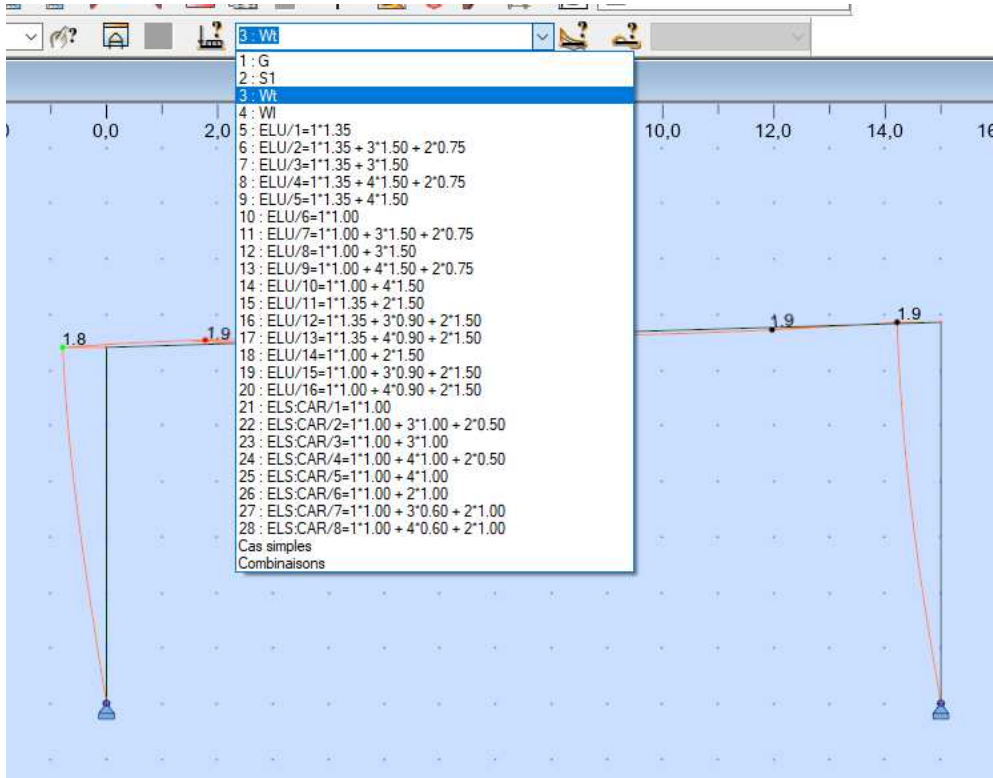 3 : Wt
1 : G
2 : S1
3 : Wt
4 : Wl
5 : ELU/1=1*1.35
6 : ELU/2=1*1.35 + 3*1.50 + 2*0.75
7 : ELU/3=1*1.35 + 3*1.50
8 : ELU/4=1*1.35 + 4*1.50 + 2*0.75
9 : ELU/5=1*1.35 + 4*1.50
10 : ELU/6=1*1.00
11 : ELU/7=1*1.00 + 3*1.50 + 2*0.75
12 : ELU/8=1*1.00 + 3*1.50
13 : ELU/9=1*1.00 + 4*1.50 + 2*0.75
14 : ELU/10=1*1.00 + 4*1.50
15 : ELU/11=1*1.35 + 2*1.50
16 : ELU/12=1*1.35 + 3*0.90 + 2*1.50
17 : ELU/13=1*1.35 + 4*0.90 + 2*1.50
18 : ELU/14=1*1.00 + 2*1.50
19 : ELU/15=1*1.00 + 3*0.90 + 2*1.50
20 : ELU/16=1*1.00 + 4*0.90 + 2*1.50
21 : ELS:CAR/1=1*1.00
22 : ELS:CAR/2=1*1.00 + 3*1.00 + 2*0.50
23 : ELS:CAR/3=1*1.00 + 3*1.00
24 : ELS:CAR/4=1*1.00 + 4*1.00 + 2*0.50
25 : ELS:CAR/5=1*1.00 + 4*1.00
26 : ELS:CAR/6=1*1.00 + 2*1.00
27 : ELS:CAR/7=1*1.00 + 3*0.60 + 2*1.00
28 : ELS:CAR/8=1*1.00 + 4*0.60 + 2*1.00
Cas simples
Combinaisons
0,0 2,0 10,0 12,0 14,0 16
1.8 1.9 1.9 1.9